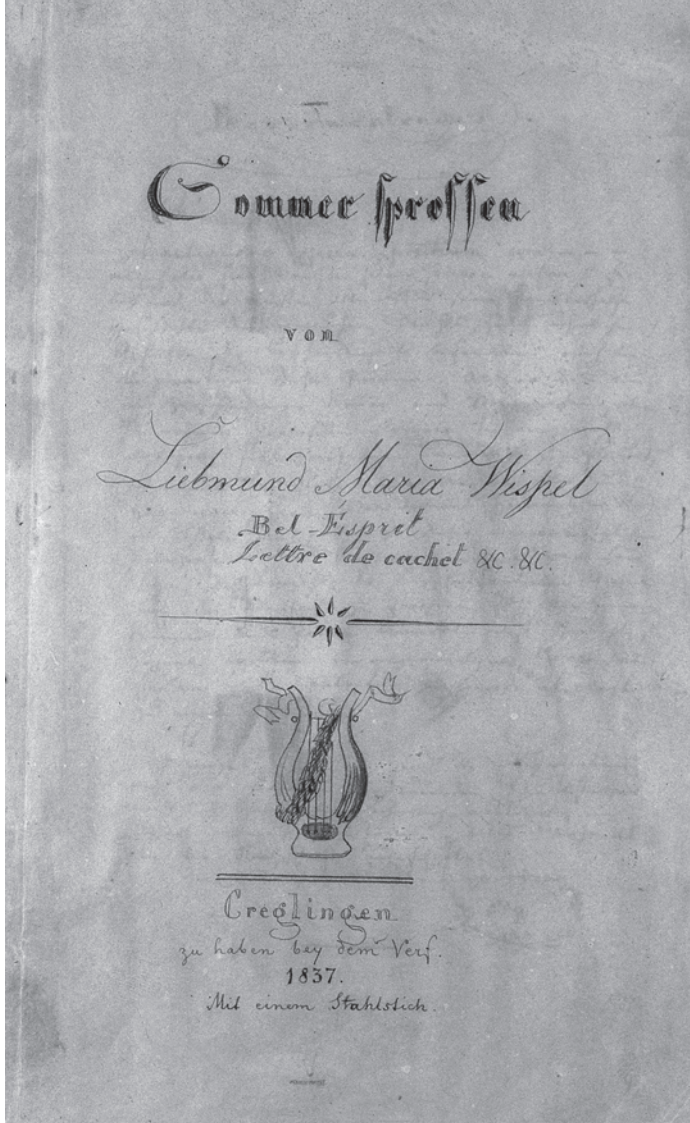 Sommersprossen
von
Liebmund Maria Wispel
Bel-Esprit
Lettre de cachet &c. &c.
Creglingen
zu haben bey dem Verf.
1837.
Mit einem Stahlstich.